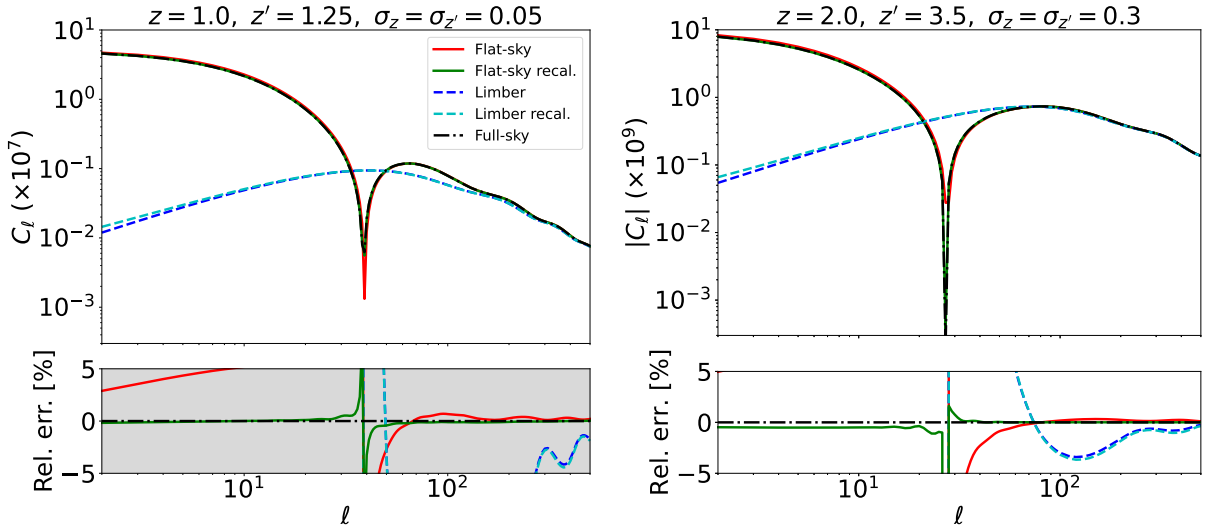 z = 1.0, z′ = 1.25, σ_z = σ_z′ = 0.05
C_ℓ (×10^7)
10^1
10^0
10^−1
10^−2
10^−3
Flat-sky
Flat-sky recal.
Limber
Limber recal.
Full-sky
Rel. err. [%]
5
0
−5
10^1
10^2
ℓ
z = 2.0, z′ = 3.5, σ_z = σ_z′ = 0.3
|C_ℓ| (×10^9)
10^1
10^0
10^−1
10^−2
10^−3
Rel. err. [%]
5
0
−5
10^1
10^2
ℓ